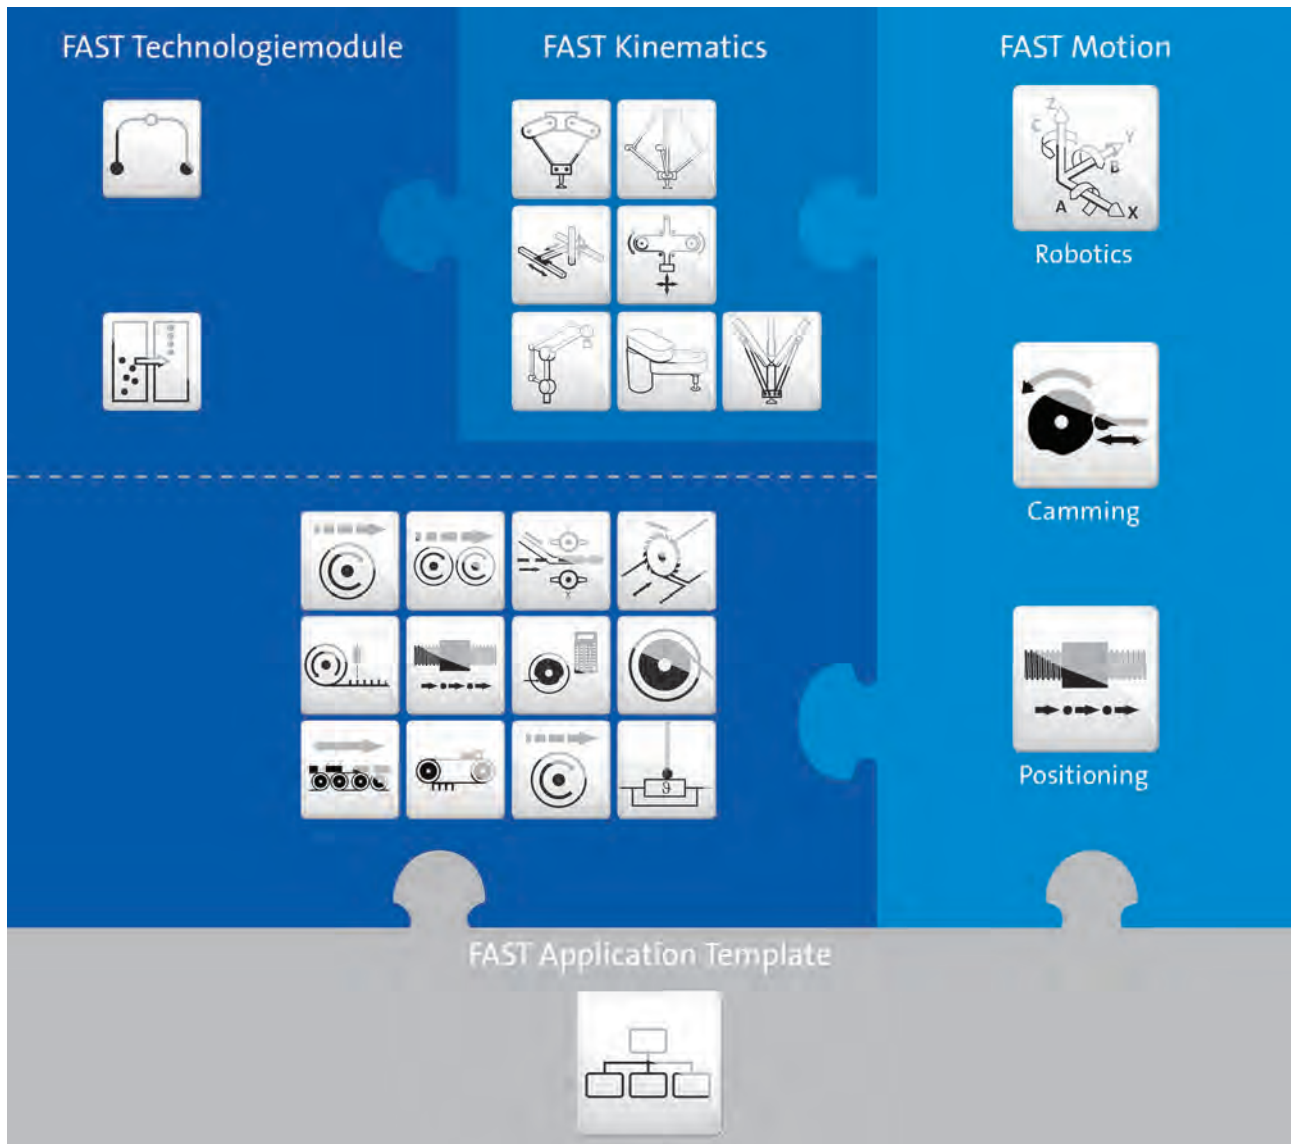 FAST Technologiemodule
FAST Kinematics
FAST Motion
Z
C
Y
B
A
X
Robotics
Camming
Positioning
ϑ
FAST Application Template